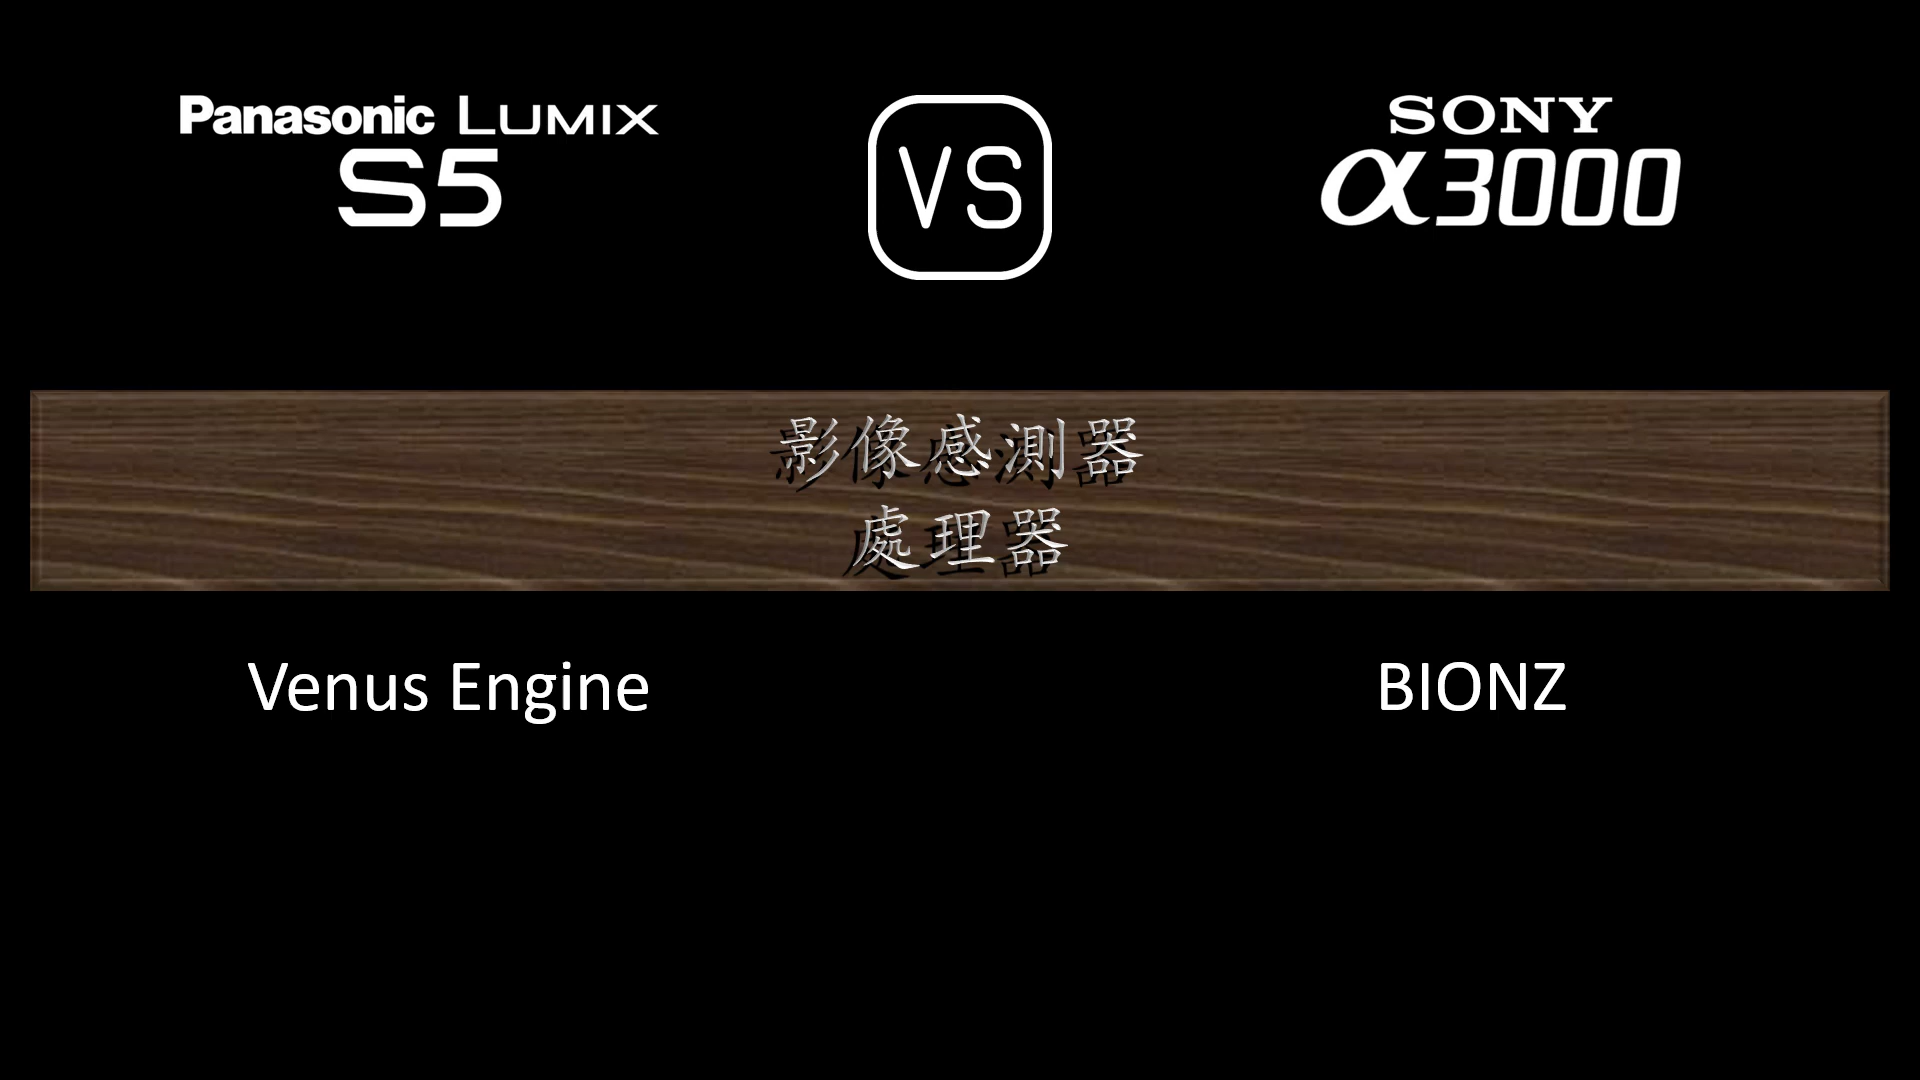 Panasonic LUMIX
S5
VS
SONY
α3000
影像感測器
處理器
Venus Engine
BIONZ